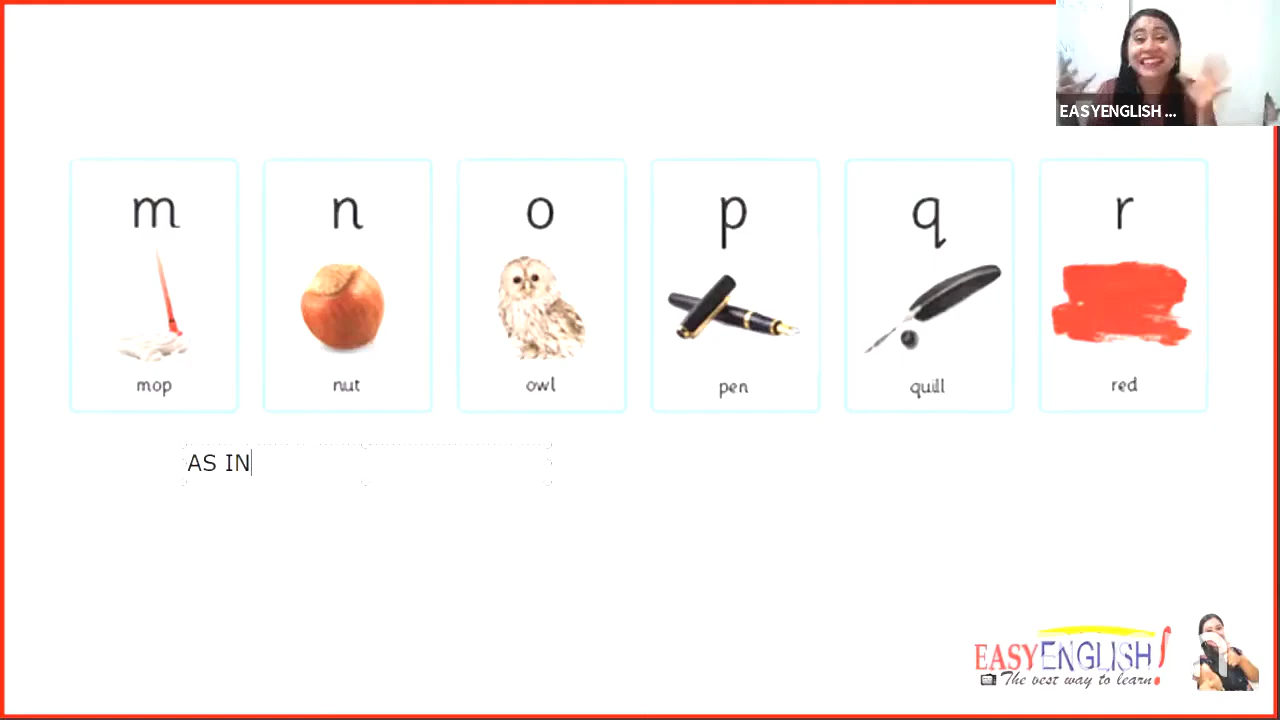 EASYENGLISH ...
m n o p q r
mop nut owl pen quill red
AS IN
EASYENGLISH!
The best way to learn!